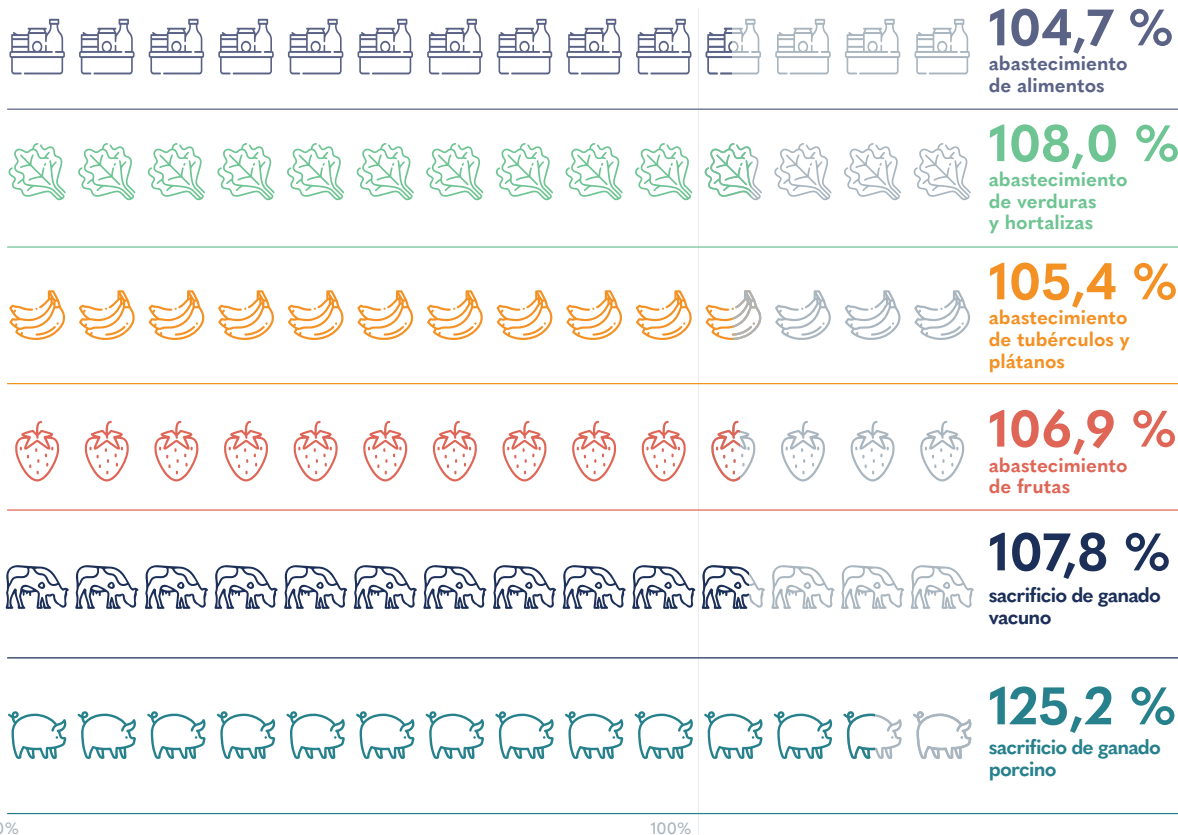 104,7 %
abastecimiento
de alimentos
108,0 %
abastecimiento
de verduras
y hortalizas
105,4 %
abastecimiento
de tubérculos y
plátanos
106,9 %
abastecimiento
de frutas
107,8 %
sacrificio de ganado
vacuno
125,2 %
sacrificio de ganado
porcino
0% 100%